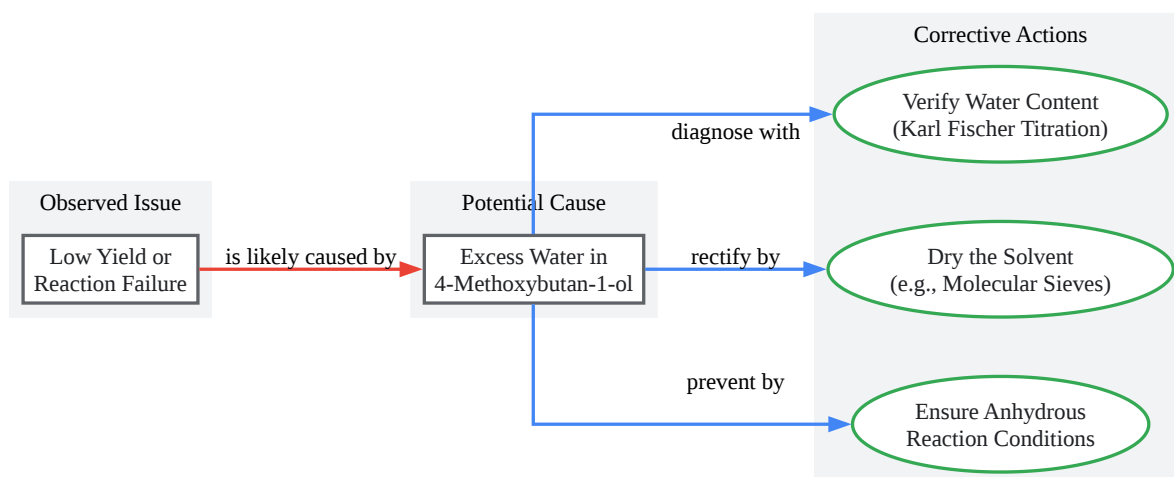 Observed Issue
Low Yield or
Reaction Failure
is likely caused by
Potential Cause
Excess Water in
4-Methoxybutan-1-ol
diagnose with
rectify by
prevent by
Corrective Actions
Verify Water Content
(Karl Fischer Titration)
Dry the Solvent
(e.g., Molecular Sieves)
Ensure Anhydrous
Reaction Conditions